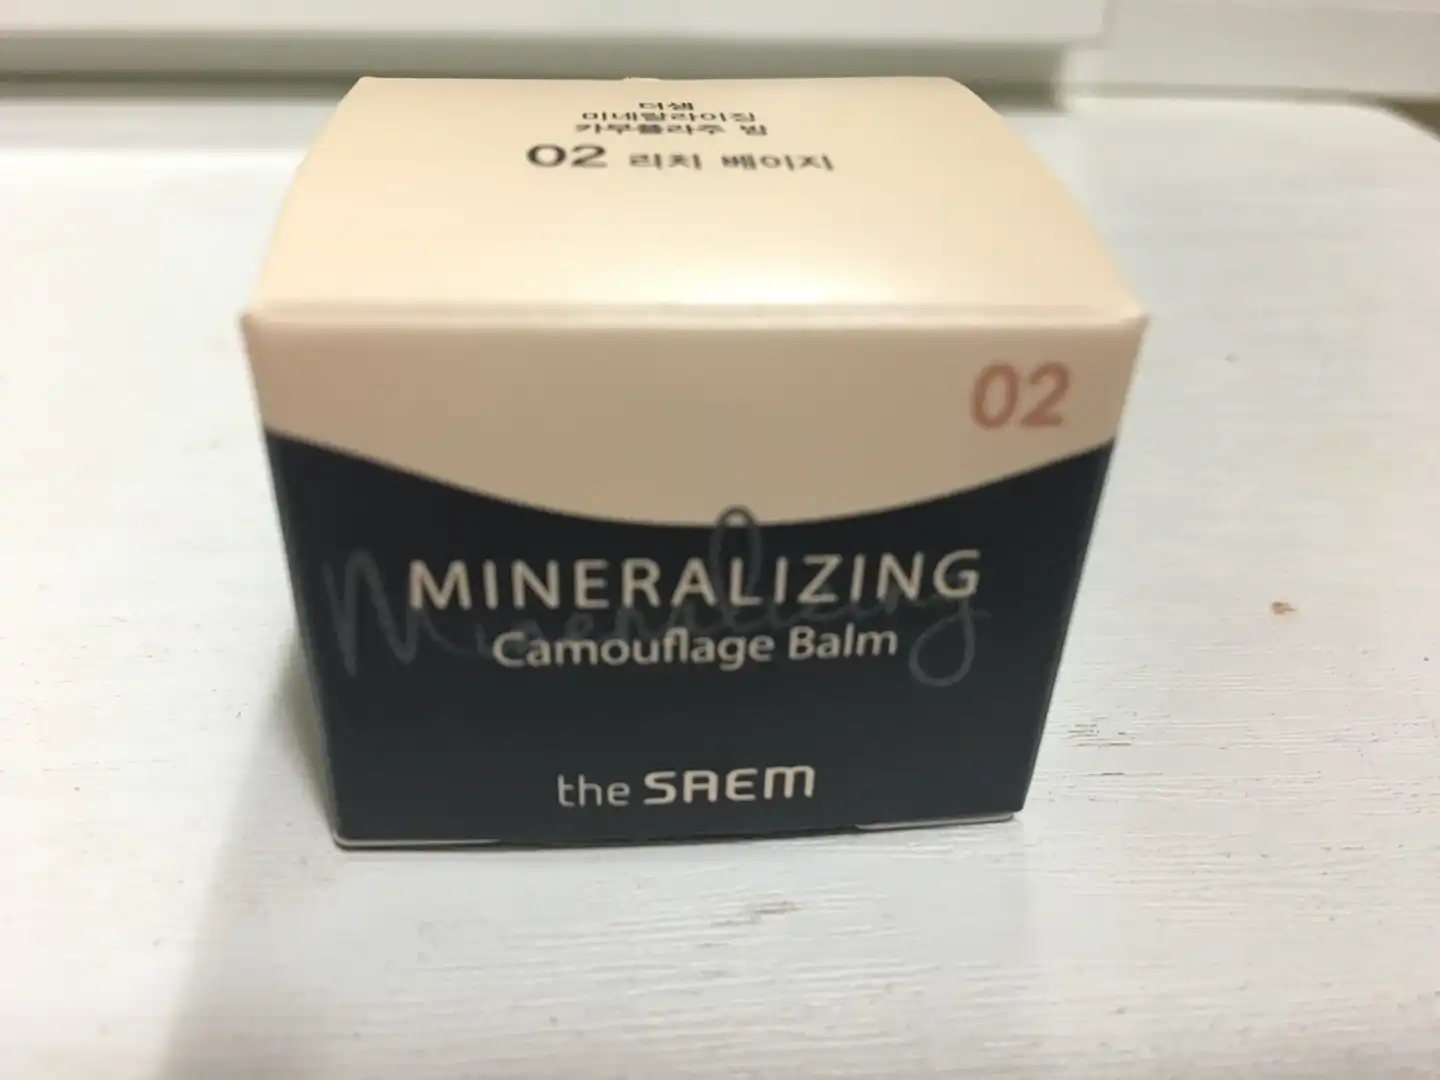 더샘
미네랄라이징
카무플라주 밤
02 리치 베이지
02
Mineralizing
MINERALIZING
Camouflage Balm
the SAEM